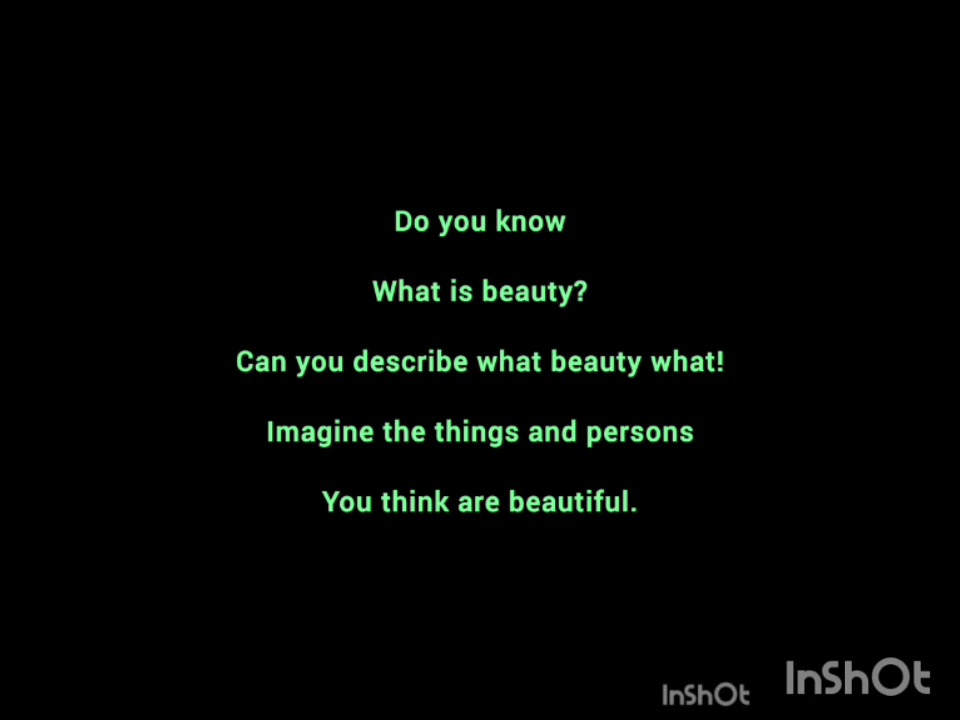 Do you know
What is beauty?
Can you describe what beauty what!
Imagine the things and persons
You think are beautiful.
InShOt
InShOt